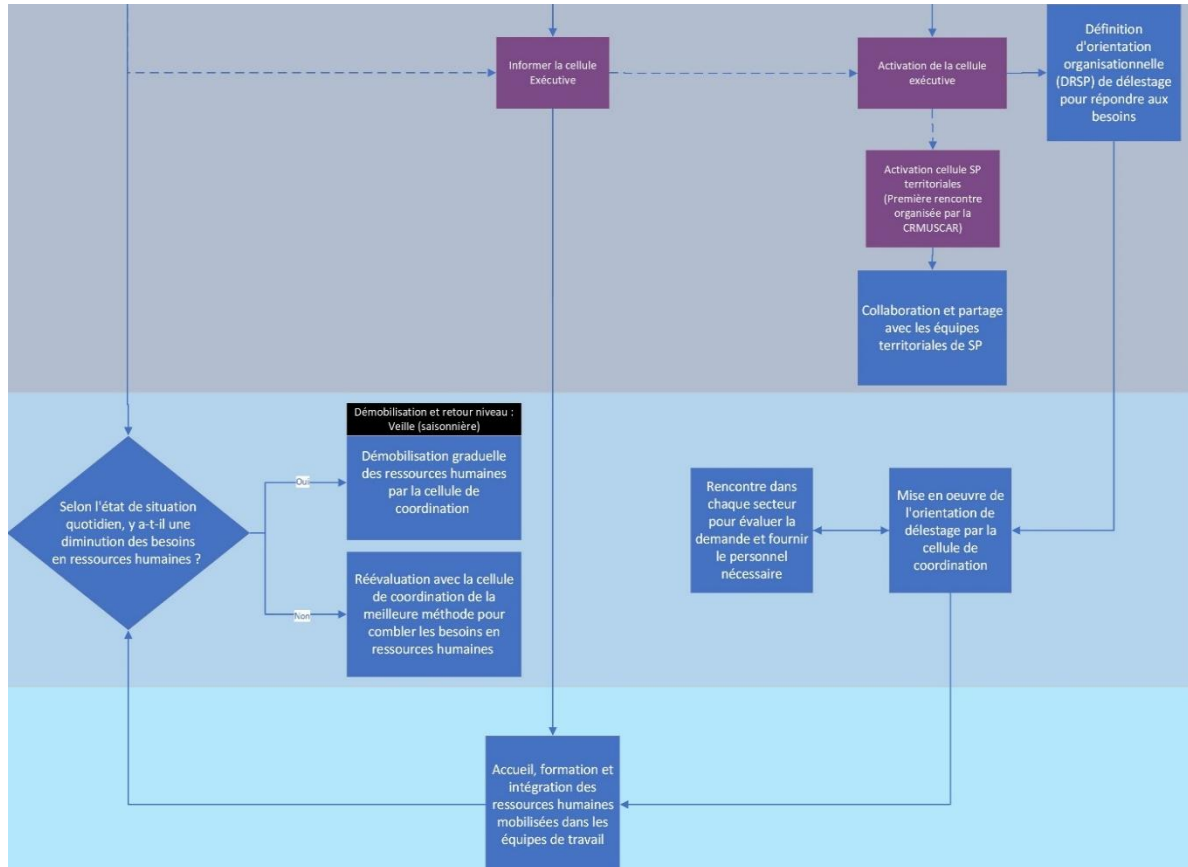 Informer la cellule
Exécutive
Activation de la cellule
exécutive
Définition
d'orientation
organisationnelle
(DRSP) de délestage
pour répondre aux
besoins
Activation cellule SP
territoriales
(Première rencontre
organisée par la
CRMUSCAR)
Collaboration et partage
avec les équipes
territoriales de SP
Selon l'état de situation
quotidien, y a-t-il une
diminution des besoins
en ressources humaines ?
Oui
Non
Démobilisation et retour niveau :
Veille (saisonnière)
Démobilisation graduelle
des ressources humaines
par la cellule de
coordination
Réévaluation avec la cellule
de coordination de la
meilleure méthode pour
combler les besoins en
ressources humaines
Rencontre dans
chaque secteur
pour évaluer la
demande et fournir
le personnel
nécessaire
Mise en oeuvre de
l'orientation de
délestage par la
cellule de
coordination
Accueil, formation et
intégration des
ressources humaines
mobilisées dans les
équipes de travail